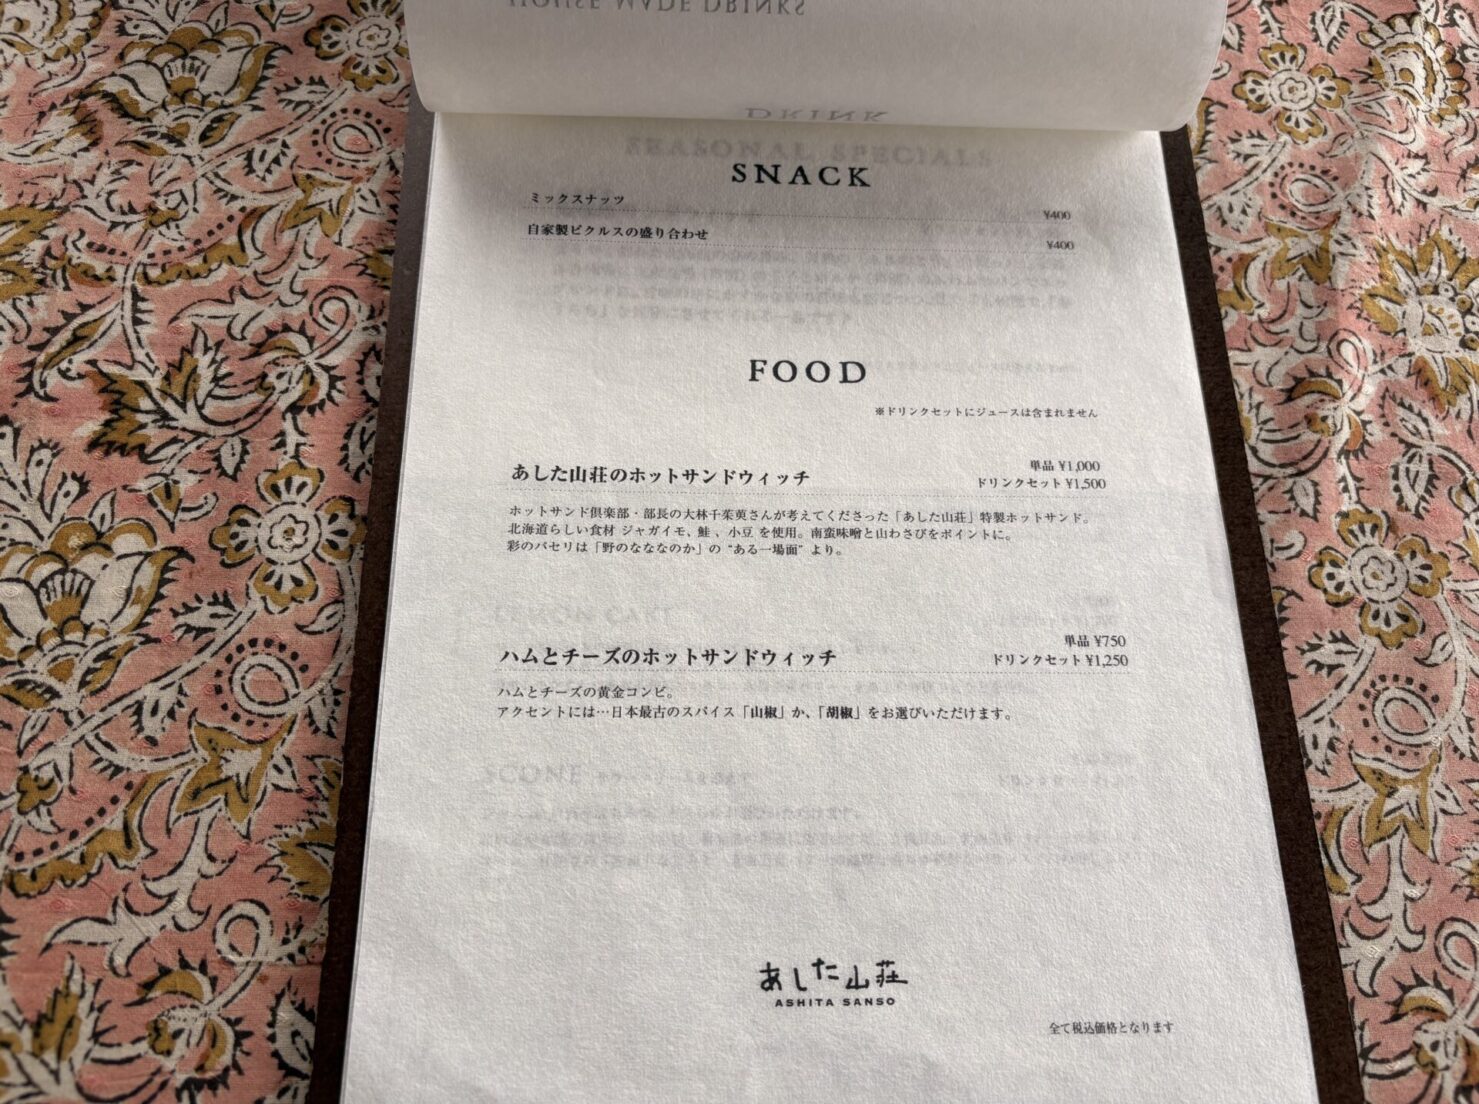 HOUSE MADE DRINKS
DRINK
SEASONAL SPECIALS
SNACK
ミックスナッツ ¥400
自家製ピクルスの盛り合わせ ¥400
FOOD
※ドリンクセットにジュースは含まれません
単品 ¥1,000
あした山荘のホットサンドウィッチ ドリンクセット ¥1,500
ホットサンド倶楽部・部長の大林千茱萸さんが考えてくださった「あした山荘」特製ホットサンド。
北海道らしい食材 ジャガイモ、鮭 、小豆 を使用。南蛮味噌と山わさびをポイントに。
彩のパセリは「野のなななのか」の “ある一場面” より。
単品 ¥750
ハムとチーズのホットサンドウィッチ ドリンクセット ¥1,250
ハムとチーズの黄金コンビ。
アクセントには…日本最古のスパイス「山椒」か、「胡椒」をお選びいただけます。
SCONE
あした山荘
ASHITA SANSO
全て税込価格となります